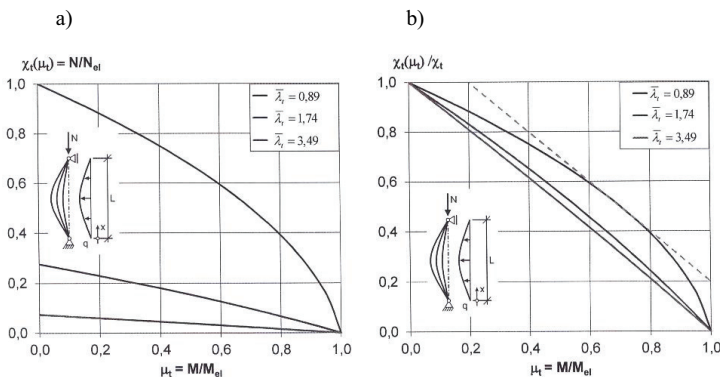 a)
χt(μt) = N/Nel
1,0
0,8
0,6
0,4
0,2
0,0
0,0 0,2 0,4 0,6 0,8 1,0
μt = M/Mel
λ̄t = 0,89
λ̄t = 1,74
λ̄t = 3,49
N
L
x
q
b)
χt(μt) /χt
1,0
0,8
0,6
0,4
0,2
0,0
0,0 0,2 0,4 0,6 0,8 1,0
μt = M/Mel
λ̄t = 0,89
λ̄t = 1,74
λ̄t = 3,49
N
L
x
q